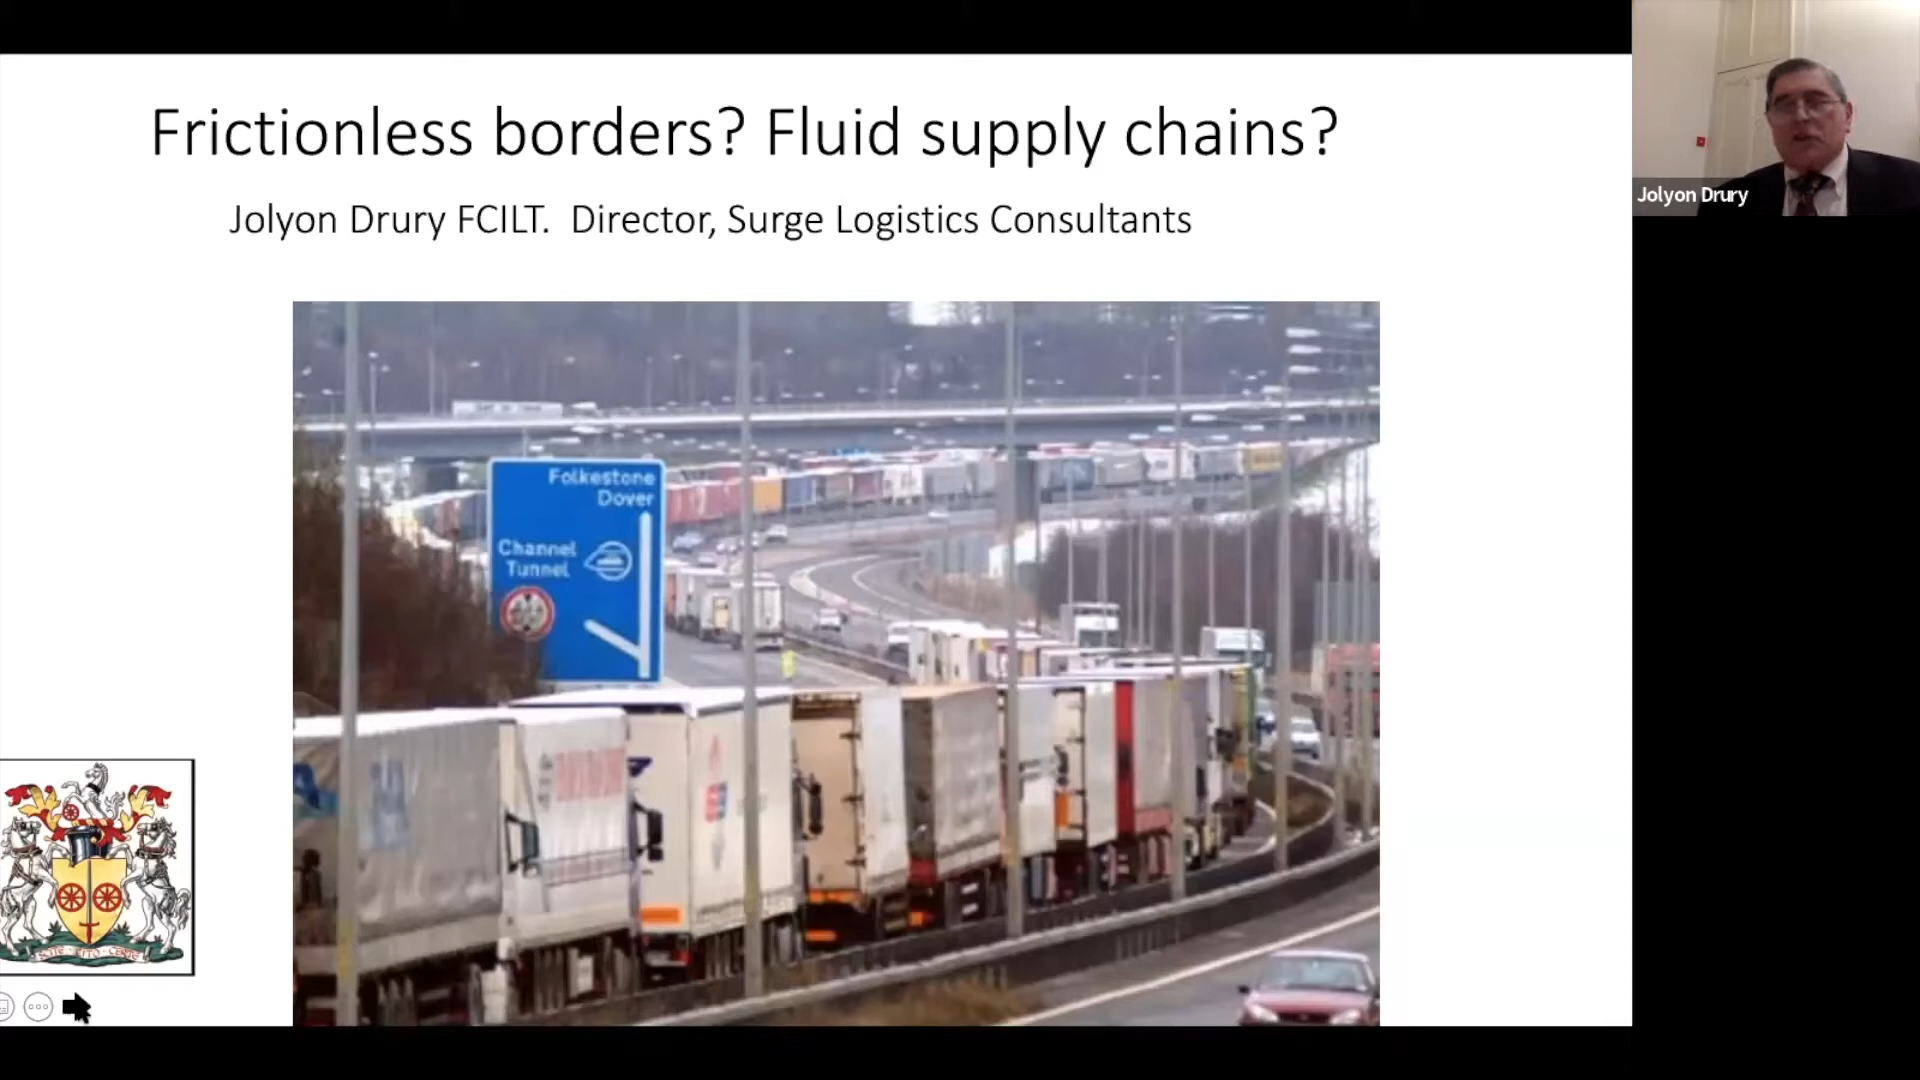 Frictionless borders? Fluid supply chains?
Jolyon Drury FCILT.  Director, Surge Logistics Consultants
Jolyon Drury
Folkestone
Dover
Channel
Tunnel